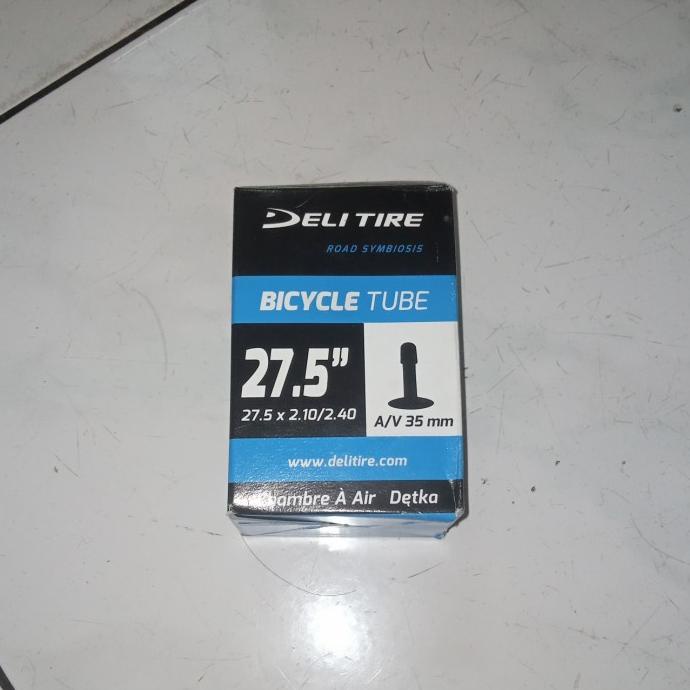 DELI TIRE
ROAD SYMBIOSIS
BICYCLE TUBE
27.5”
27.5 x 2.10/2.40
A/V 35 mm
www.delitire.com
Chambre À Air Dętka